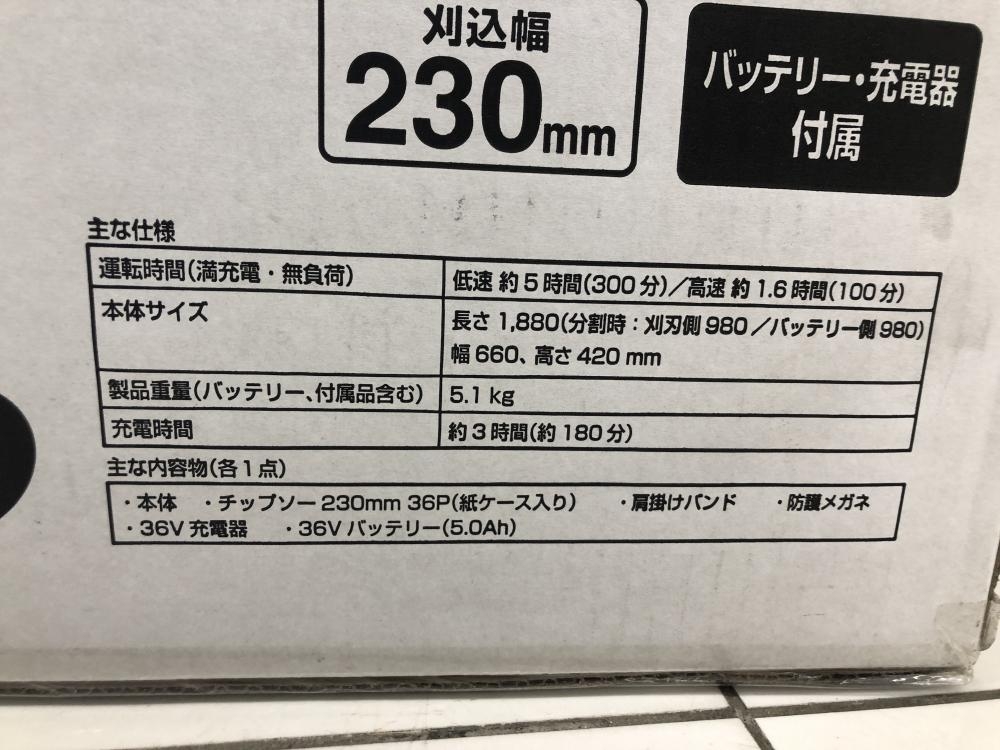 刈込幅
230mm
バッテリー・充電器
付属
主な仕様
運転時間(満充電・無負荷) 低速 約5時間(300分)／高速 約1.6時間(100分)
本体サイズ 長さ 1,880(分割時：刈刃側 980／バッテリー側 980)
幅 660、高さ 420 mm
製品重量(バッテリー、付属品含む) 5.1 kg
充電時間 約3時間(約180分)
主な内容物(各1点)
・本体 ・チップソー 230mm 36P(紙ケース入り) ・肩掛けバンド ・防護メガネ
・36V 充電器 ・36V バッテリー(5.0Ah)